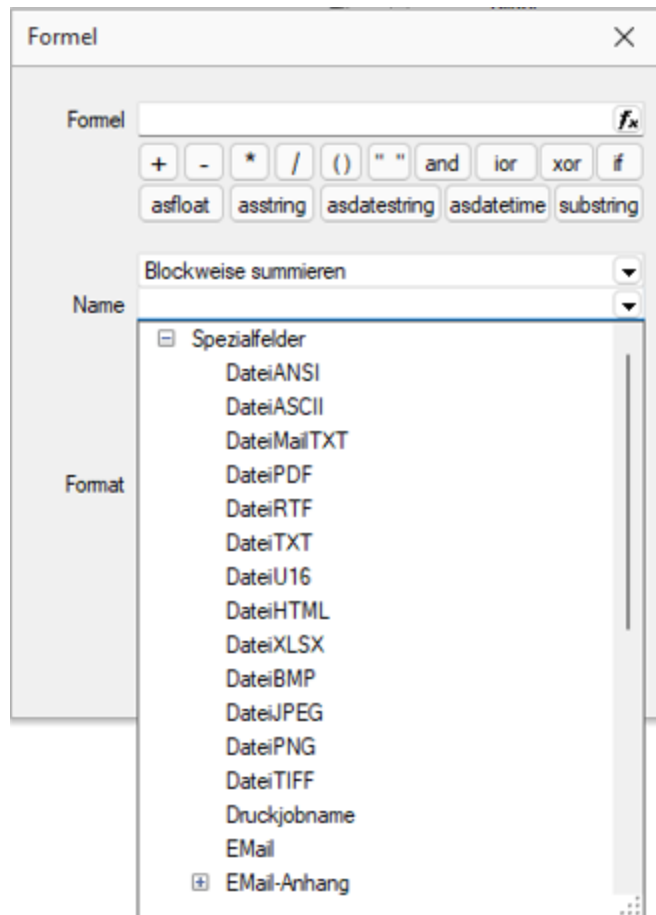 Formel
Formel fx
+ - * / () " " and ior xor if
asfloat asstring asdatestring asdatetime substring
Blockweise summieren
Name
Spezialfelder
DateiANSI
DateiASCII
DateiMailTXT
DateiPDF
Format
DateiRTF
DateiTXT
DateiU16
DateiHTML
DateiXLSX
DateiBMP
DateiJPEG
DateiPNG
DateiTIFF
Druckjobname
EMail
EMail-Anhang